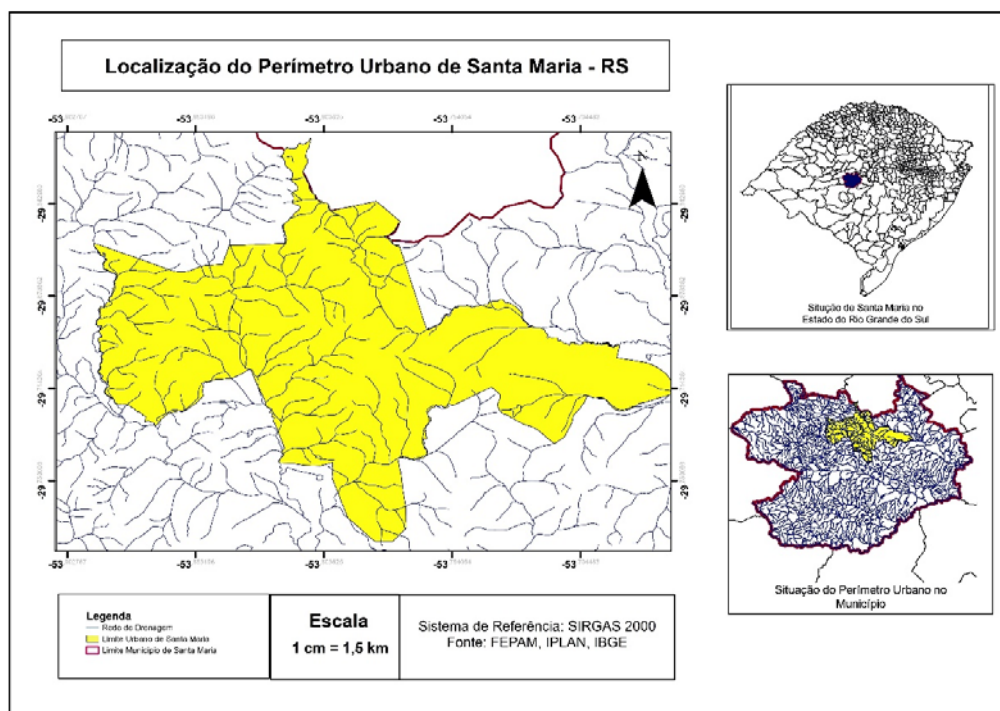 Localização do Perímetro Urbano de Santa Maria - RS
-53
-53
-53
-53
-53
-29
-29
-29
-29
-29
-29
-29
-29
-53
-53
-53
-53
-53
N
Legenda
Rede de Drenagem
Limite Urbano de Santa Maria
Limite Município de Santa Maria
Escala
1 cm = 1,5 km
Sistema de Referência: SIRGAS 2000
Fonte: FEPAM, IPLAN, IBGE
Situção de Santa Maria no
Estado do Rio Grande do Sul
Situação do Perímetro Urbano no
Município